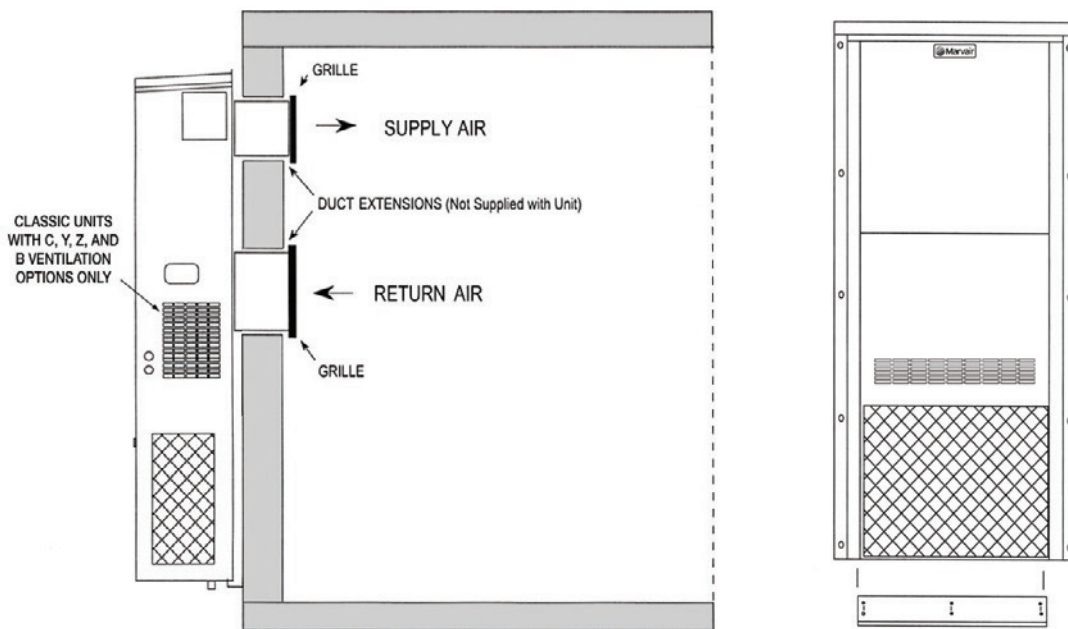 GRILLE
SUPPLY AIR
DUCT EXTENSIONS (Not Supplied with Unit)
CLASSIC UNITS
WITH C, Y, Z, AND
B VENTILATION
OPTIONS ONLY
RETURN AIR
GRILLE
Marvair